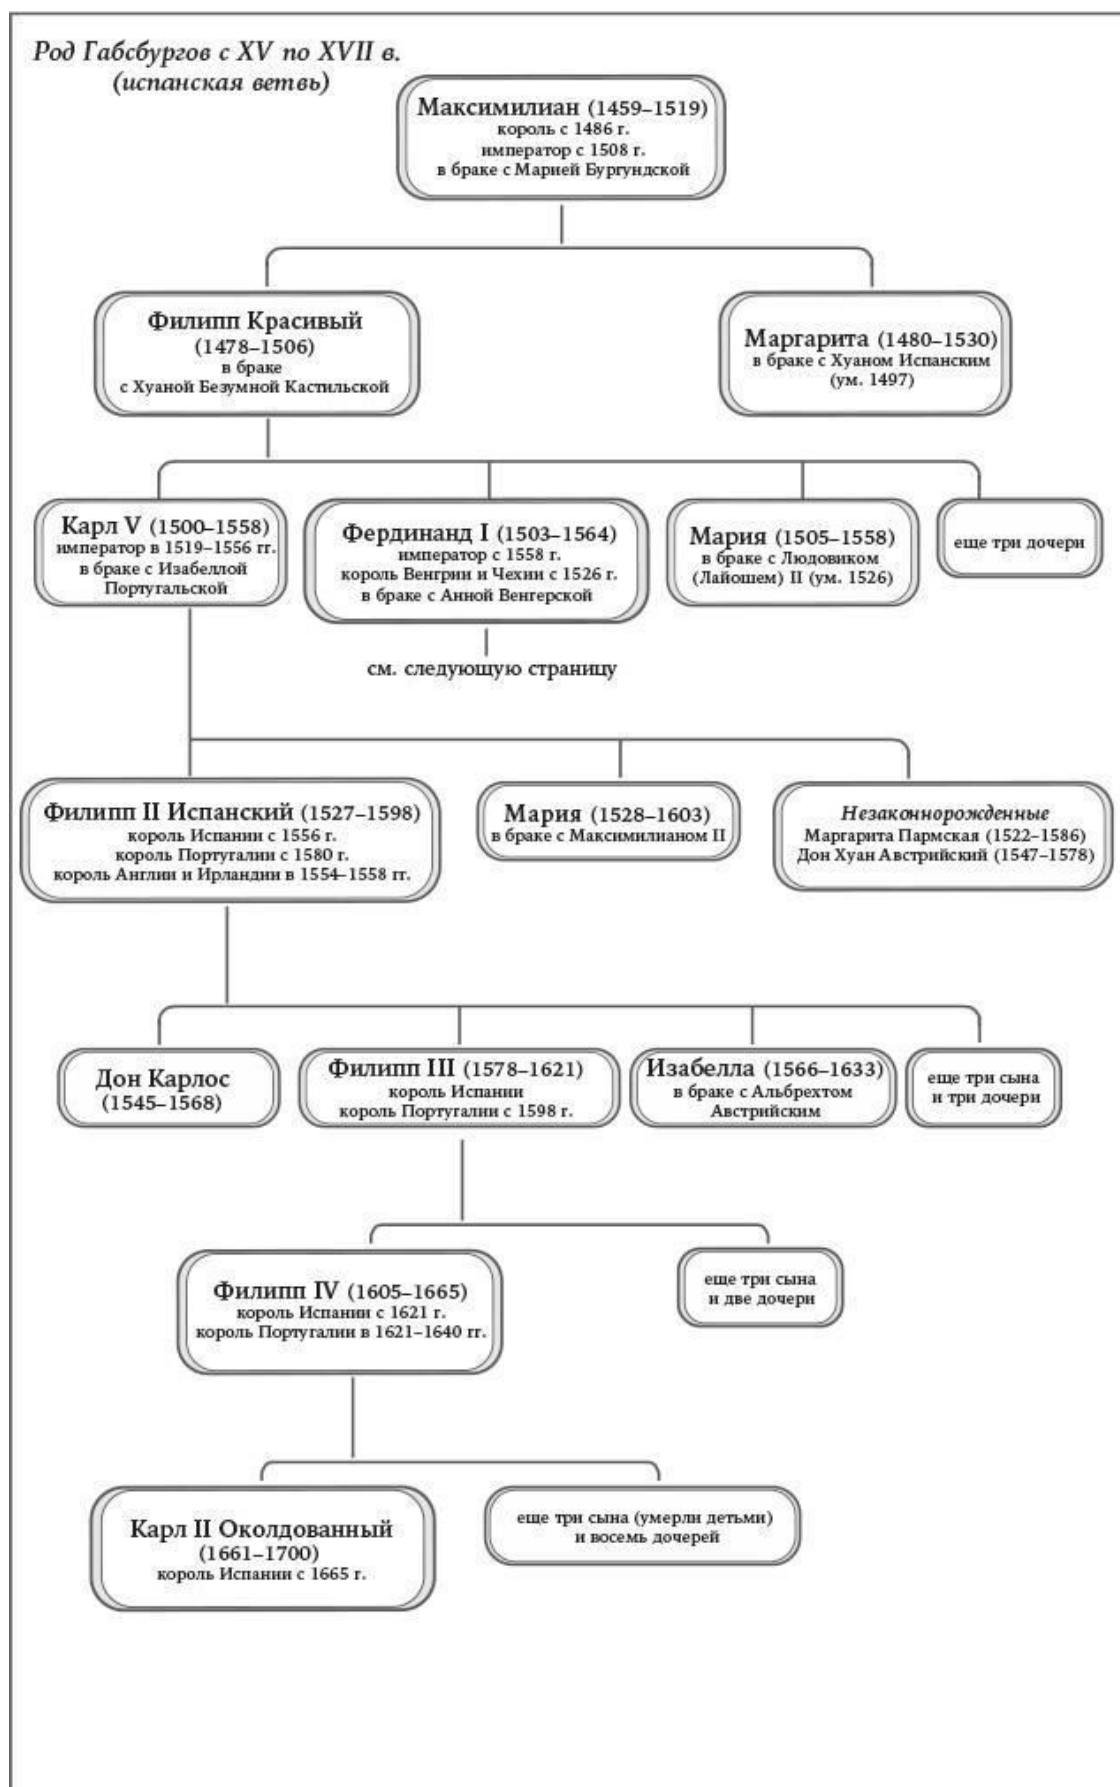 Род Габсбургов с XV по XVII в.
(испанская ветвь)
Максимилиан (1459–1519)
король с 1486 г.
император с 1508 г.
в браке с Марией Бургундской
Филипп Красивый
(1478–1506)
в браке
с Хуаной Безумной Кастильской
Маргарита (1480–1530)
в браке с Хуаном Испанским
(ум. 1497)
Карл V (1500–1558)
император в 1519–1556 гг.
в браке с Изабеллой
Португальской
Фердинанд I (1503–1564)
император с 1558 г.
король Венгрии и Чехии с 1526 г.
в браке с Анной Венгерской
Мария (1505–1558)
в браке с Людовиком
(Лайошем) II (ум. 1526)
еще три дочери
см. следующую страницу
Филипп II Испанский (1527–1598)
король Испании с 1556 г.
король Португалии с 1580 г.
король Англии и Ирландии в 1554–1558 гг.
Мария (1528–1603)
в браке с Максимилианом II
Незаконнорожденные
Маргарита Пармская (1522–1586)
Дон Хуан Австрийский (1547–1578)
Дон Карлос
(1545–1568)
Филипп III (1578–1621)
король Испании
король Португалии с 1598 г.
Изабелла (1566–1633)
в браке с Альбрехтом
Австрийским
еще три сына
и три дочери
Филипп IV (1605–1665)
король Испании с 1621 г.
король Португалии в 1621–1640 гг.
еще три сына
и две дочери
Карл II Околдованный
(1661–1700)
король Испании с 1665 г.
еще три сына (умерли детьми)
и восемь дочерей